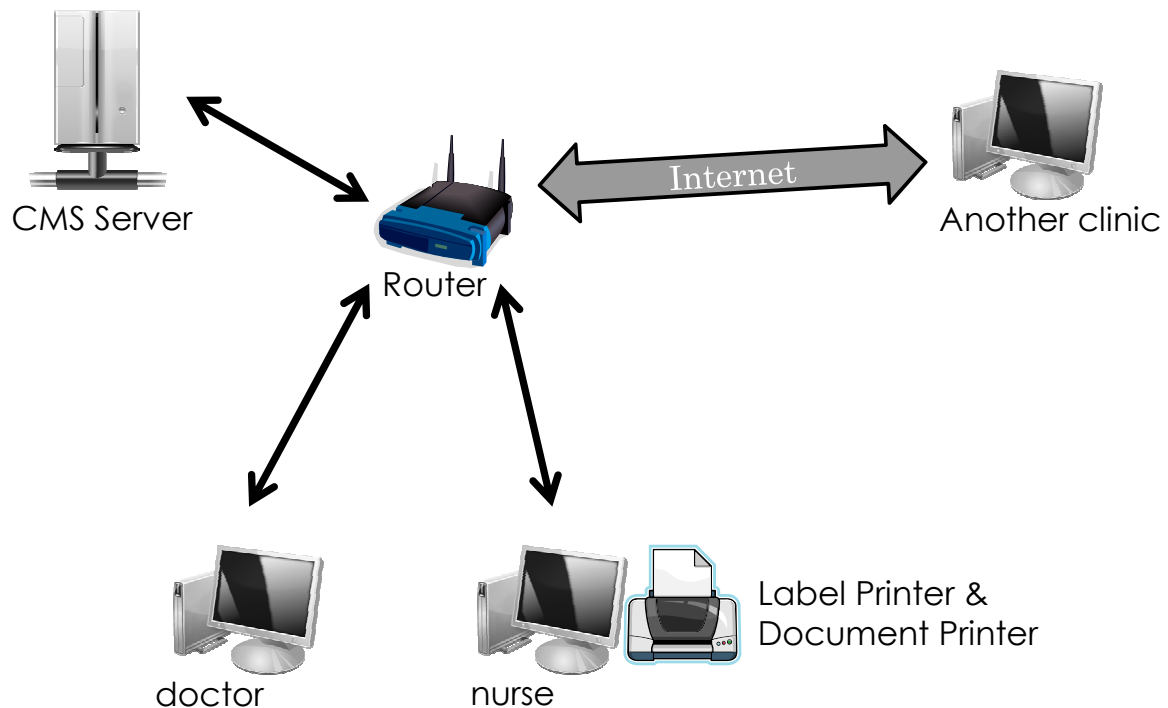 CMS Server
Router
Internet
Another clinic
doctor
nurse
Label Printer &
Document Printer